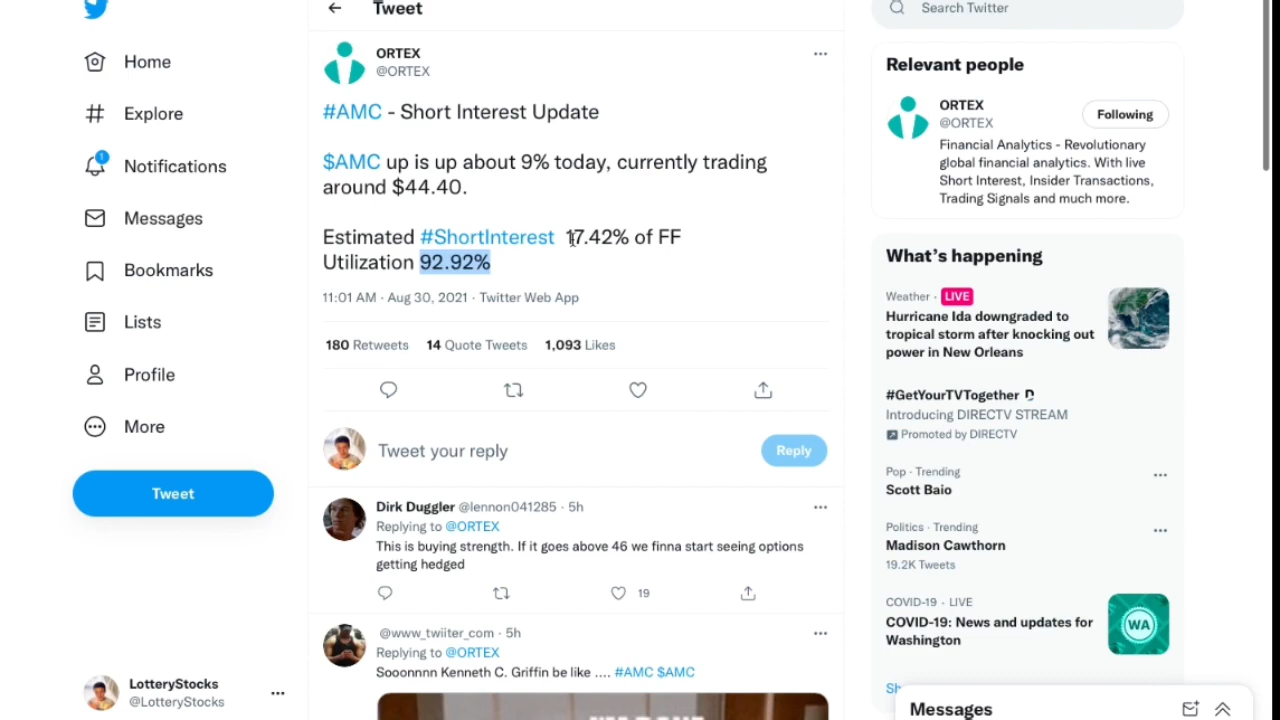 Tweet
Search Twitter
Home
Explore
1
Notifications
Messages
Bookmarks
Lists
Profile
More
Tweet
LotteryStocks
@LotteryStocks
ORTEX
@ORTEX
#AMC - Short Interest Update
$AMC up is up about 9% today, currently trading
around $44.40.
Estimated #ShortInterest 17.42% of FF
Utilization 92.92%
11:01 AM · Aug 30, 2021 · Twitter Web App
180 Retweets 14 Quote Tweets 1,093 Likes
Tweet your reply
Reply
Dirk Duggler @lennon041285 · 5h
Replying to @ORTEX
This is buying strength. If it goes above 46 we finna start seeing options
getting hedged
19
@www_twiiter_com · 5h
Replying to @ORTEX
Sooonnnn Kenneth C. Griffin be like .... #AMC $AMC
Relevant people
ORTEX
@ORTEX
Following
Financial Analytics - Revolutionary
global financial analytics. With live
Short Interest, Insider Transactions,
Trading Signals and much more.
What's happening
Weather · LIVE
Hurricane Ida downgraded to
tropical storm after knocking out
power in New Orleans
#GetYourTVTogether
Introducing DIRECTV STREAM
Promoted by DIRECTV
Pop · Trending
Scott Baio
Politics · Trending
Madison Cawthorn
19.2K Tweets
COVID-19 · LIVE
COVID-19: News and updates for
Washington
WA
Messages